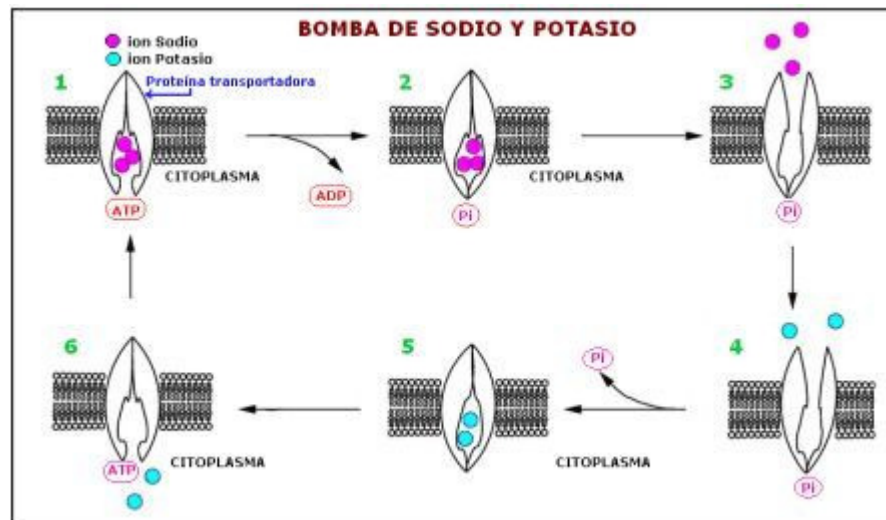 BOMBA DE SODIO Y POTASIO
ion Sodio
ion Potasio
1
Proteína transportadora
CITOPLASMA
ATP
ADP
2
CITOPLASMA
Pi
3
Pi
6
ATP
CITOPLASMA
5
CITOPLASMA
Pi
4
Pi